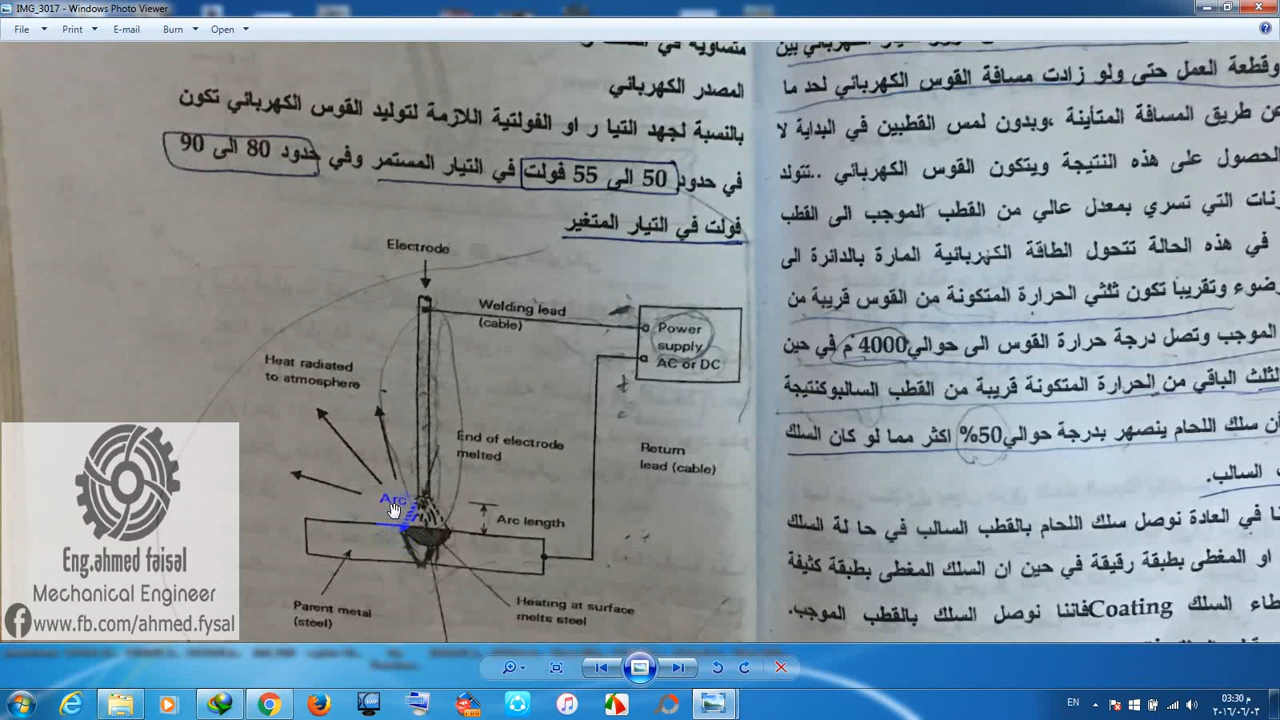 IMG_3017 - Windows Photo Viewer
File Print E-mail Burn Open
المصدر الكهربائي
بالنسبة لجهد التيا ر او الفولتية اللازمة لتوليد القوس الكهربائي تكون
في حدود 50 الى 55 فولت في التيار المستمر وفي حدود 80 الى 90
فولت في التيار المتغير
Electrode
Welding lead
(cable)
Power
supply
AC or DC
Heat radiated
to atmosphere
End of electrode
melted
Return
lead (cable)
Arc
Arc length
Parent metal
(steel)
Heating at surface
melts steel
وقطعة العمل حتى ولو زادت مسافة القوس الكهربائي لحد ما
عن طريق المسافة المتأينة ،وبدون لمس القطبين في البداية لا
الحصول على هذه النتيجة ويتكون القوس الكهربائي ..تتولد
التي تسري بمعدل عالي من القطب الموجب الى القطب
في هذه الحالة تتحول الطاقة الكهربائية المارة بالدائرة الى
وتقريبا تكون ثلثي الحرارة المتكونة من القوس قريبة من
الموجب وتصل درجة حرارة القوس الى حوالي4000 م في حين
الثلث الباقي من الحرارة المتكونة قريبة من القطب السالبوكنتيجة
سلك اللحام ينصهر بدرجة حوالي50% اكثر مما لو كان السلك
السالب.
في العادة نوصل سلك اللحام بالقطب السالب في حا لة السلك
او المغطى بطبقة رقيقة في حين ان السلك المغطى بطبقة كثيفة
السلك Coatingفاننا نوصل السلك بالقطب الموجب.
Eng.ahmed faisal
Mechanical Engineer
www.fb.com/ahmed.fysal
EN
03:30 م
٢٠١٦/٠٦/٠٣